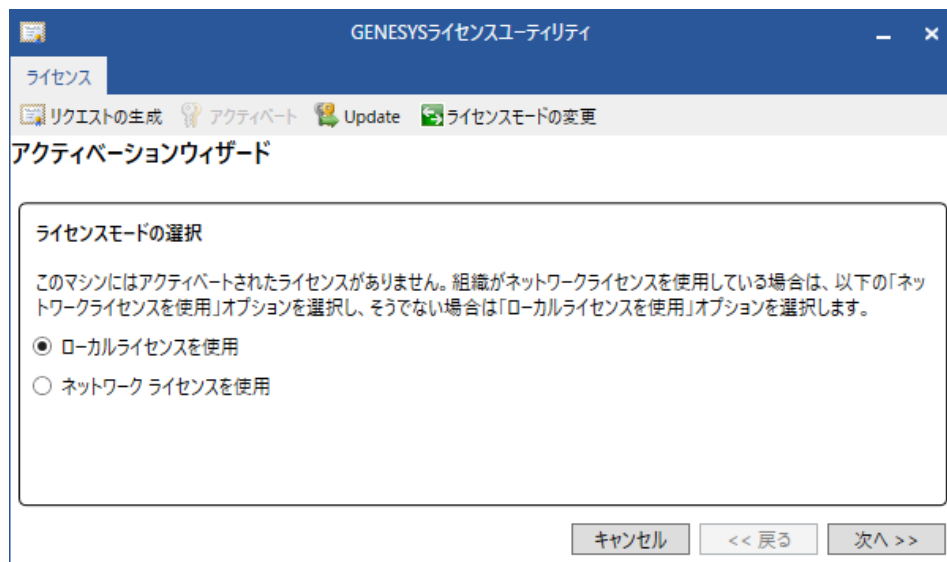 GENESYSライセンスユーティリティ
ライセンス
リクエストの生成 アクティベート Update ライセンスモードの変更
アクティベーションウィザード
ライセンスモードの選択
このマシンにはアクティベートされたライセンスがありません。組織がネットワークライセンスを使用している場合は、以下の「ネッ
トワークライセンスを使用」オプションを選択し、そうでない場合は「ローカルライセンスを使用」オプションを選択します。
ローカルライセンスを使用
ネットワーク ライセンスを使用
キャンセル << 戻る 次へ >>